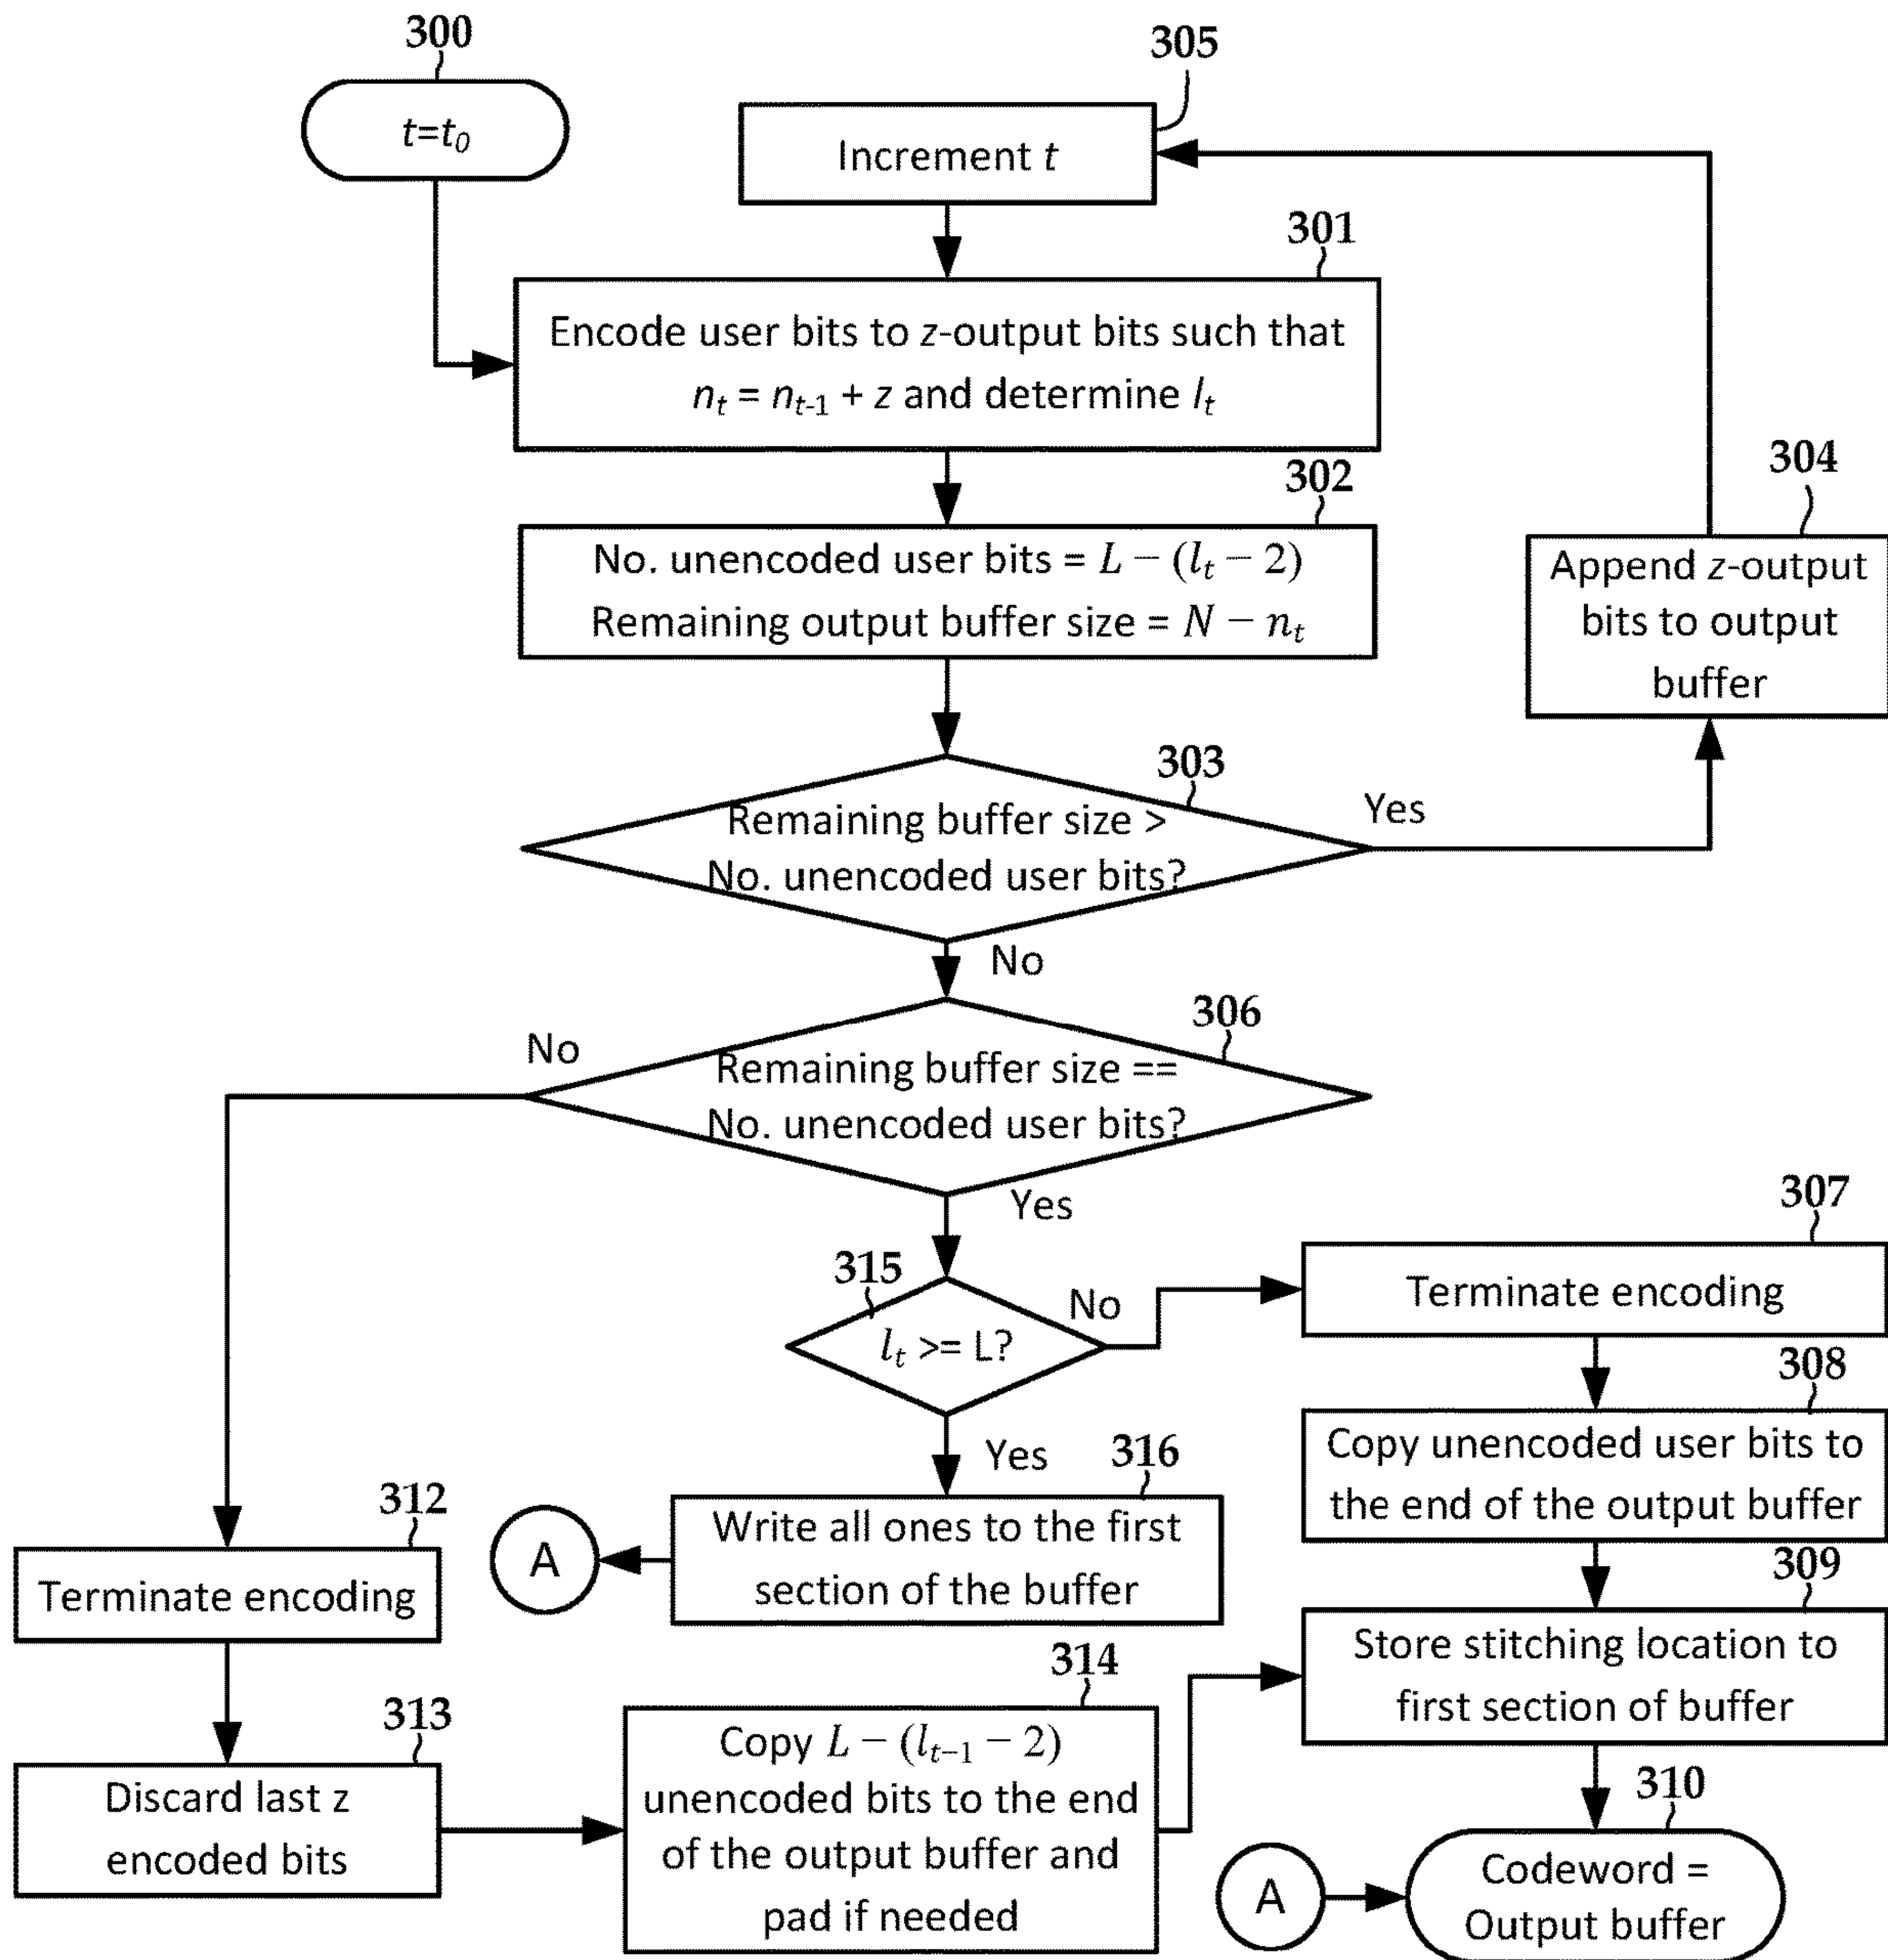 300
t=t₀
305
Increment t
301
Encode user bits to z-output bits such that
nₜ = nₜ₋₁ + z and determine lₜ
302
No. unencoded user bits = L − (lₜ − 2)
Remaining output buffer size = N − nₜ
304
Append z-output
bits to output
buffer
303
Remaining buffer size >
No. unencoded user bits?
Yes
No
306
Remaining buffer size ==
No. unencoded user bits?
No
Yes
315
lₜ >= L?
No
Yes
307
Terminate encoding
308
Copy unencoded user bits to
the end of the output buffer
316
Write all ones to the first
section of the buffer
A
312
Terminate encoding
309
Store stitching location to
first section of buffer
313
Discard last z
encoded bits
314
Copy L − (lₜ₋₁ − 2)
unencoded bits to the end
of the output buffer and
pad if needed
310
Codeword =
Output buffer
A